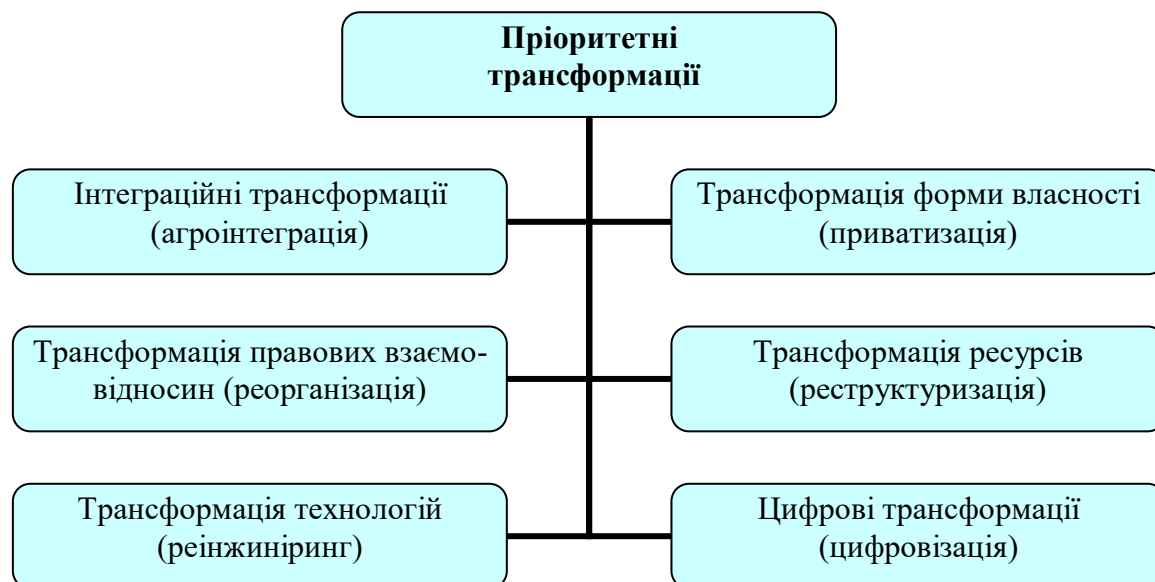 Пріоритетні
трансформації
Інтеграційні трансформації
(агроінтеграція)
Трансформація форми власності
(приватизація)
Трансформація правових взаємо-
відносин (реорганізація)
Трансформація ресурсів
(реструктуризація)
Трансформація технологій
(реінжиніринг)
Цифрові трансформації
(цифровізація)